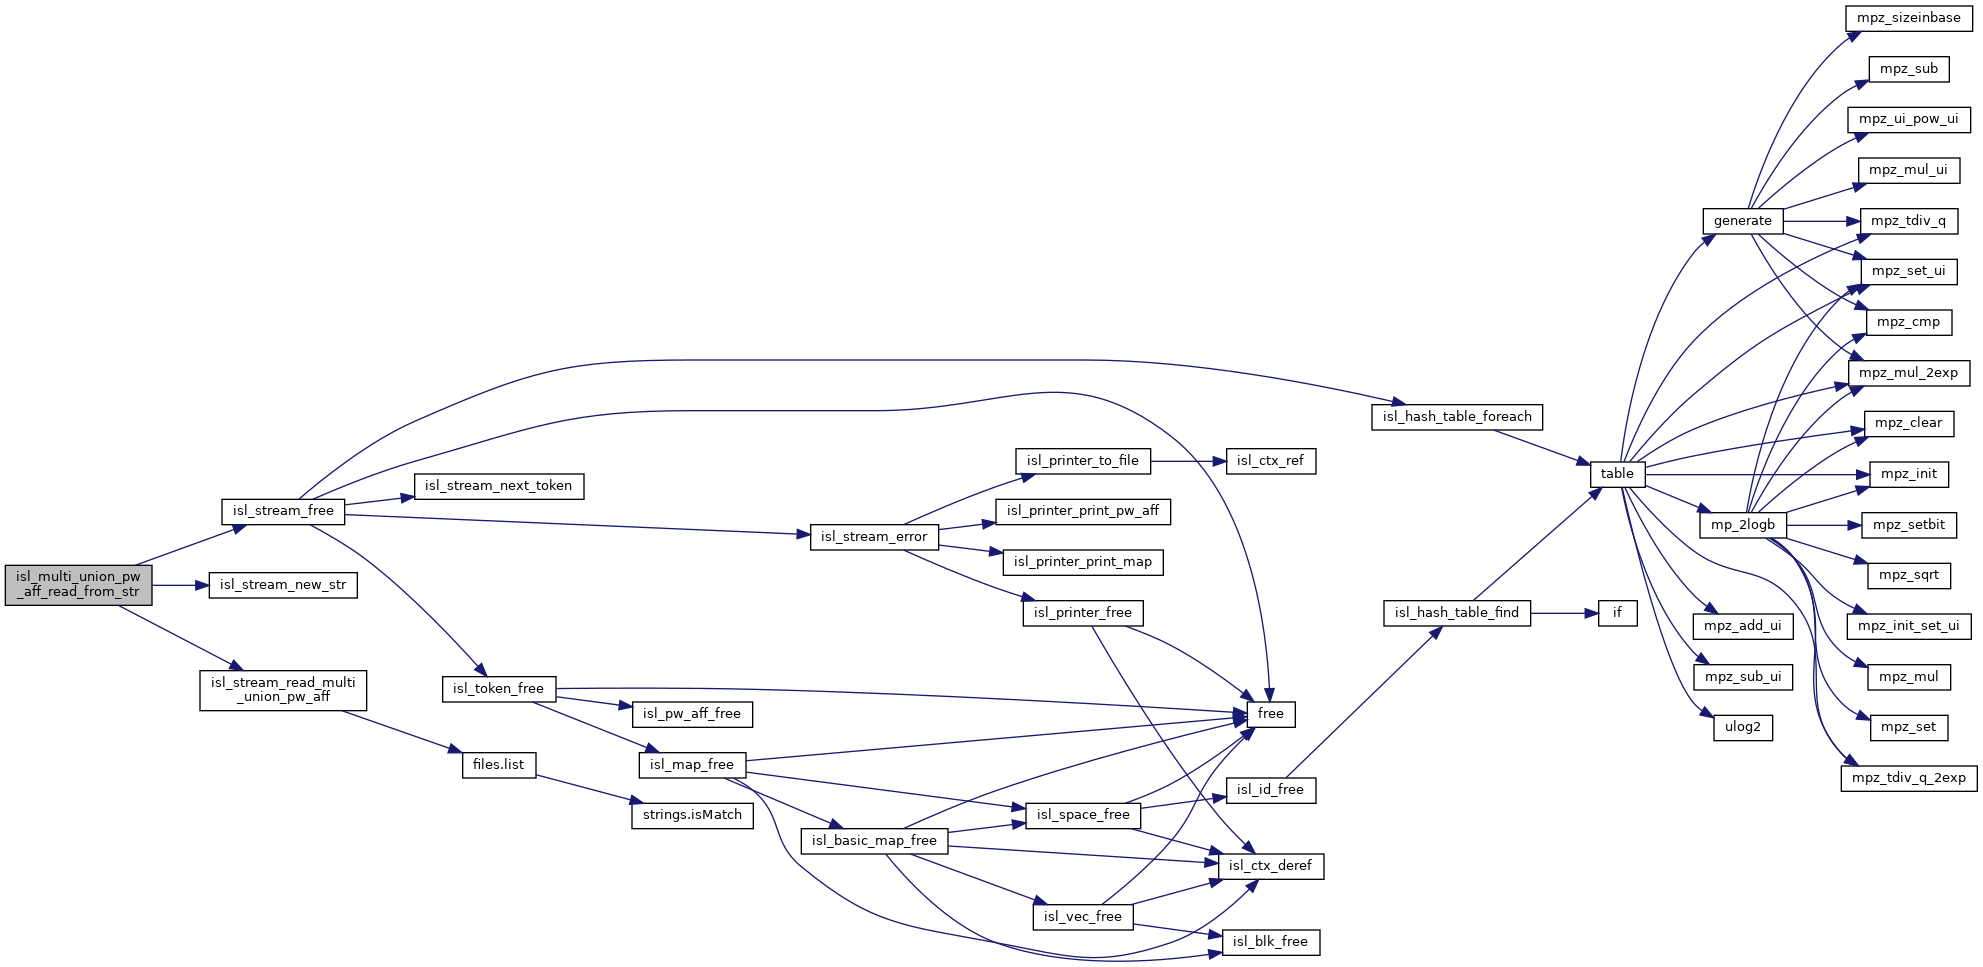 isl_multi_union_pw
_aff_read_from_str
isl_stream_free
isl_stream_new_str
isl_stream_read_multi
_union_pw_aff
isl_stream_next_token
isl_token_free
files.list
isl_pw_aff_free
isl_map_free
strings.isMatch
isl_stream_error
isl_basic_map_free
isl_printer_to_file
isl_printer_print_pw_aff
isl_printer_print_map
isl_printer_free
isl_space_free
isl_vec_free
isl_ctx_ref
free
isl_id_free
isl_ctx_deref
isl_blk_free
isl_hash_table_foreach
isl_hash_table_find
table
if
generate
mp_2logb
mpz_add_ui
mpz_sub_ui
ulog2
mpz_sizeinbase
mpz_sub
mpz_ui_pow_ui
mpz_mul_ui
mpz_tdiv_q
mpz_set_ui
mpz_cmp
mpz_mul_2exp
mpz_clear
mpz_init
mpz_setbit
mpz_sqrt
mpz_init_set_ui
mpz_mul
mpz_set
mpz_tdiv_q_2exp